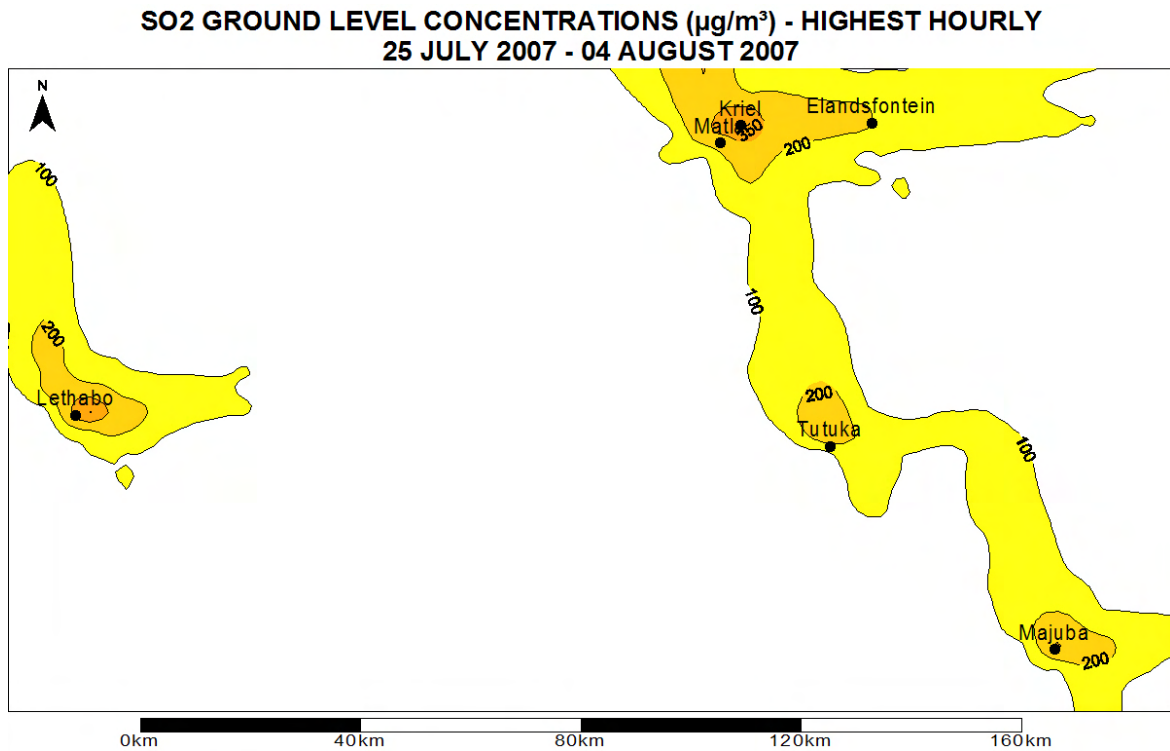 SO2 GROUND LEVEL CONCENTRATIONS (µg/m³) - HIGHEST HOURLY
25 JULY 2007 - 04 AUGUST 2007
N
Kriel
Elandsfontein
Matla
350
200
100
100
200
200
Lethabo
Tutuka
100
Majuba
200
0km
40km
80km
120km
160km